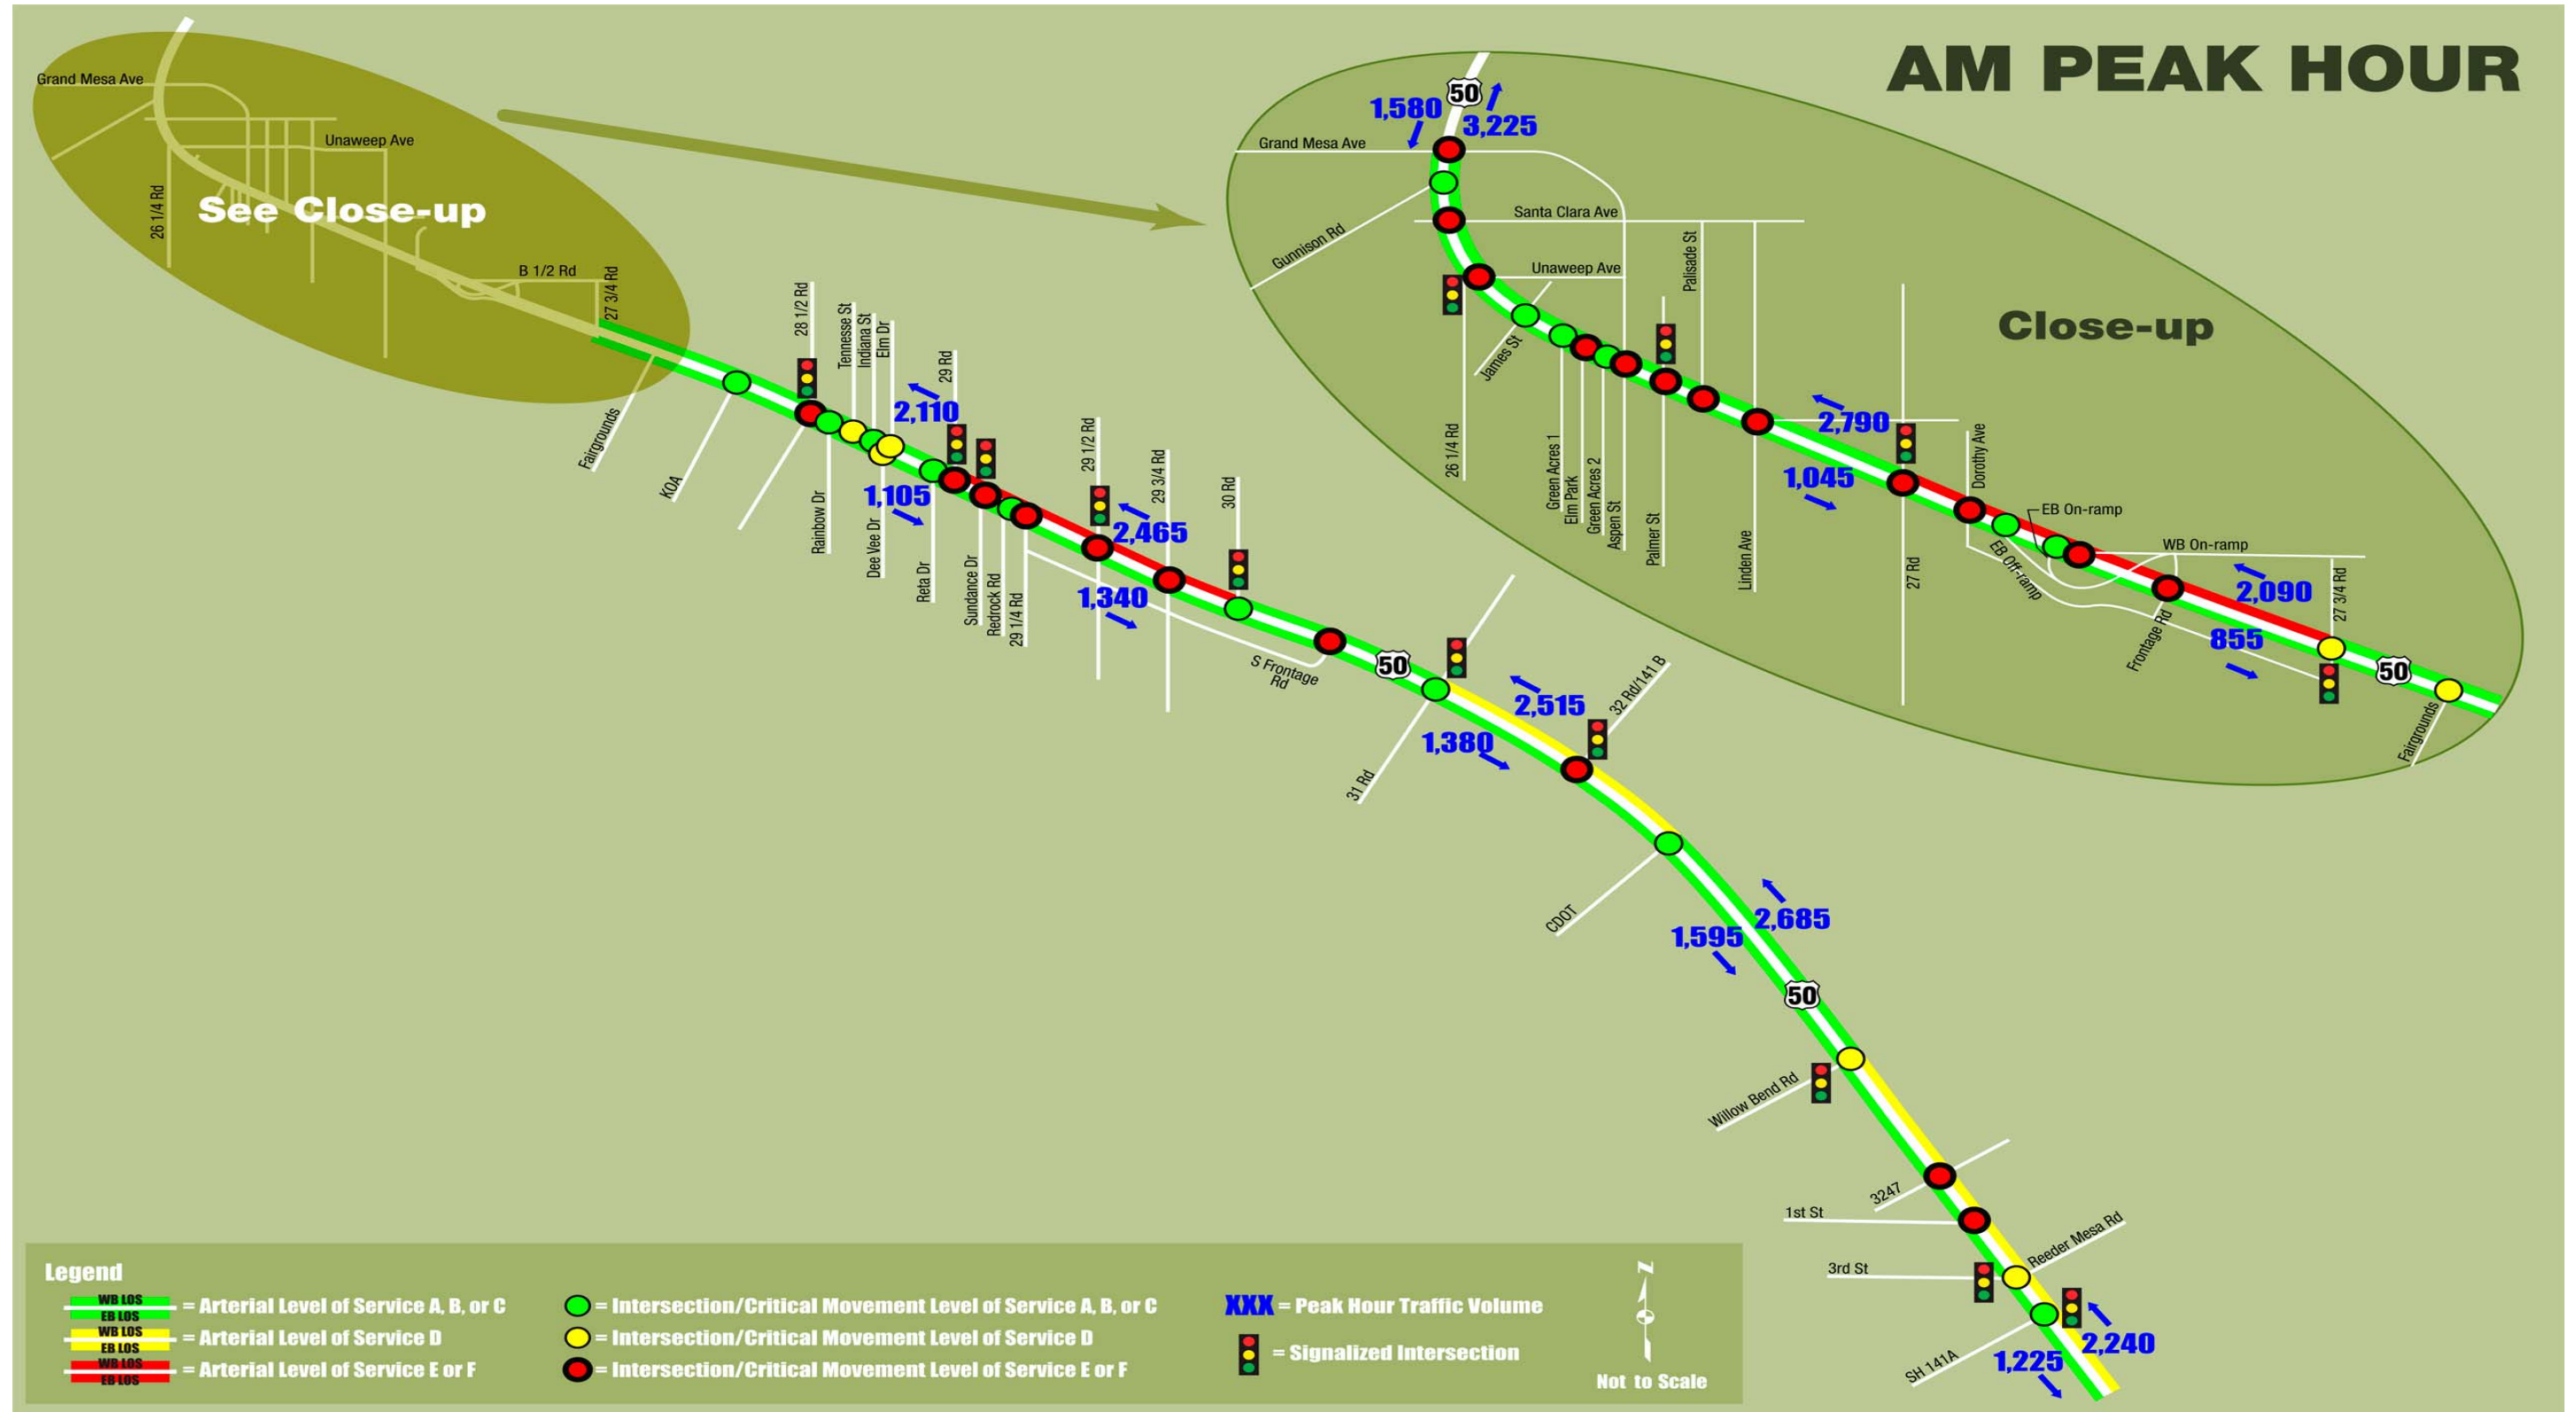 AM PEAK HOUR
Grand Mesa Ave
Unaweep Ave
26 1/4 Rd
See Close-up
B 1/2 Rd
27 3/4 Rd
Fairgrounds
KOA
28 1/2 Rd
Rainbow Dr
Tennesse St
Indiana St
Elm Dr
Dee Vee Dr
2,110
1,105
Reta Dr
29 Rd
Sundance Dr
Redrock Rd
29 1/4 Rd
29 1/2 Rd
2,465
1,340
29 3/4 Rd
30 Rd
S Frontage
Rd
50
31 Rd
2,515
1,380
32 Rd/141 B
CDOT
2,685
1,595
50
Willow Bend Rd
3247
1st St
Reeder Mesa Rd
3rd St
SH 141A
2,240
1,225
Close-up
50
1,580
3,225
Grand Mesa Ave
Gunnison Rd
Santa Clara Ave
Unaweep Ave
Palisade St
26 1/4 Rd
James St
Green Acres 1
Elm Park
Green Acres 2
Aspen St
Palmer St
Linden Ave
2,790
1,045
27 Rd
Dorothy Ave
EB On-ramp
EB Off-ramp
WB On-ramp
Frontage Rd
2,090
855
27 3/4 Rd
50
Fairgrounds
Legend
WB LOS
EB LOS
= Arterial Level of Service A, B, or C
WB LOS
EB LOS
= Arterial Level of Service D
WB LOS
EB LOS
= Arterial Level of Service E or F
= Intersection/Critical Movement Level of Service A, B, or C
= Intersection/Critical Movement Level of Service D
= Intersection/Critical Movement Level of Service E or F
XXX = Peak Hour Traffic Volume
= Signalized Intersection
N
Not to Scale